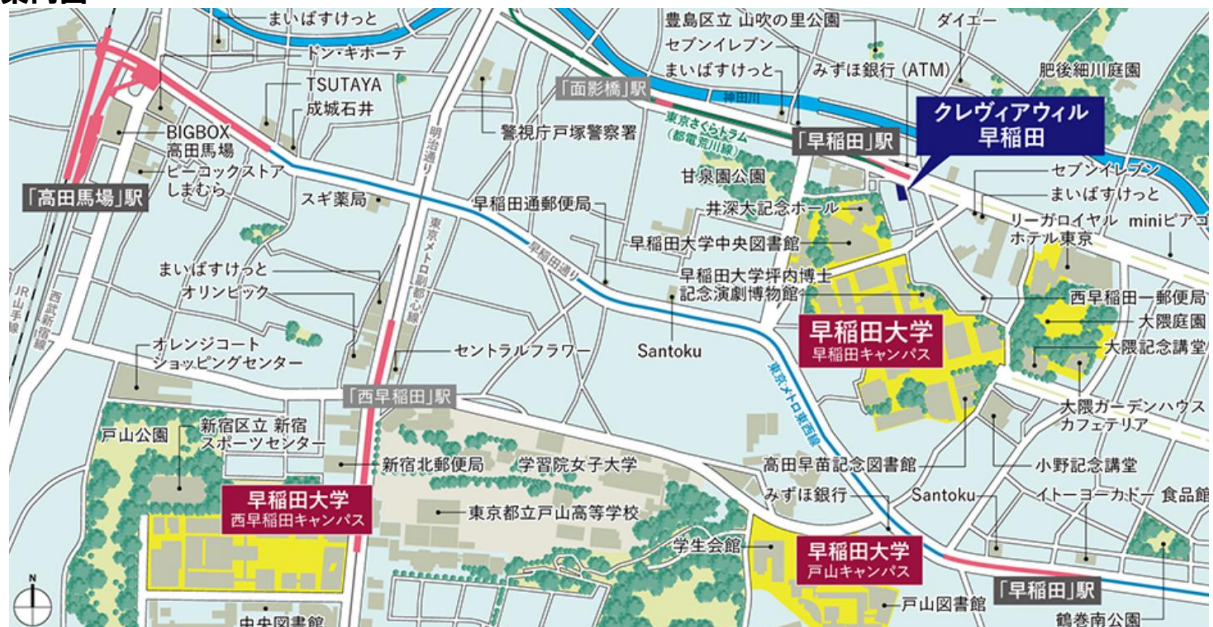 まいばすけっと
豊島区立 山吹の里公園
ダイエー
ドン・キホーテ
セブンイレブン
TSUTAYA
「面影橋」駅
まいばすけっと
みずほ銀行 (ATM)
肥後細川庭園
成城石井
神田川
クレヴィアウィル
早稲田
BIGBOX
高田馬場
明治通り
警視庁戸塚警察署
東京さくらトラム
(都電荒川線)
「早稲田」駅
ピーコックストア
しまむら
甘泉園公園
セブンイレブン
まいばすけっと
「高田馬場」駅
スギ薬局
早稲田通郵便局
井深大記念ホール
リーガロイヤル
ホテル東京
miniピアゴ
東京メトロ副都心線
早稲田通り
早稲田大学中央図書館
まいばすけっと
早稲田大学坪内博士
記念演劇博物館
西早稲田一郵便局
JR山手線
西武新宿線
オリンピック
早稲田大学
早稲田キャンパス
大隈庭園
オレンジコート
ショッピングセンター
セントラルフラワー
Santoku
大隈記念講堂
「西早稲田」駅
東京メトロ東西線
大隈ガーデンハウス
カフェテリア
戸山公園
新宿区立 新宿
スポーツセンター
新宿北郵便局
学習院女子大学
高田早苗記念図書館
小野記念講堂
早稲田大学
西早稲田キャンパス
東京都立戸山高等学校
みずほ銀行
Santoku
イトーヨーカドー 食品館
学生会館
早稲田大学
戸山キャンパス
「早稲田」駅
N
中央図書館
戸山図書館
鶴巻南公園